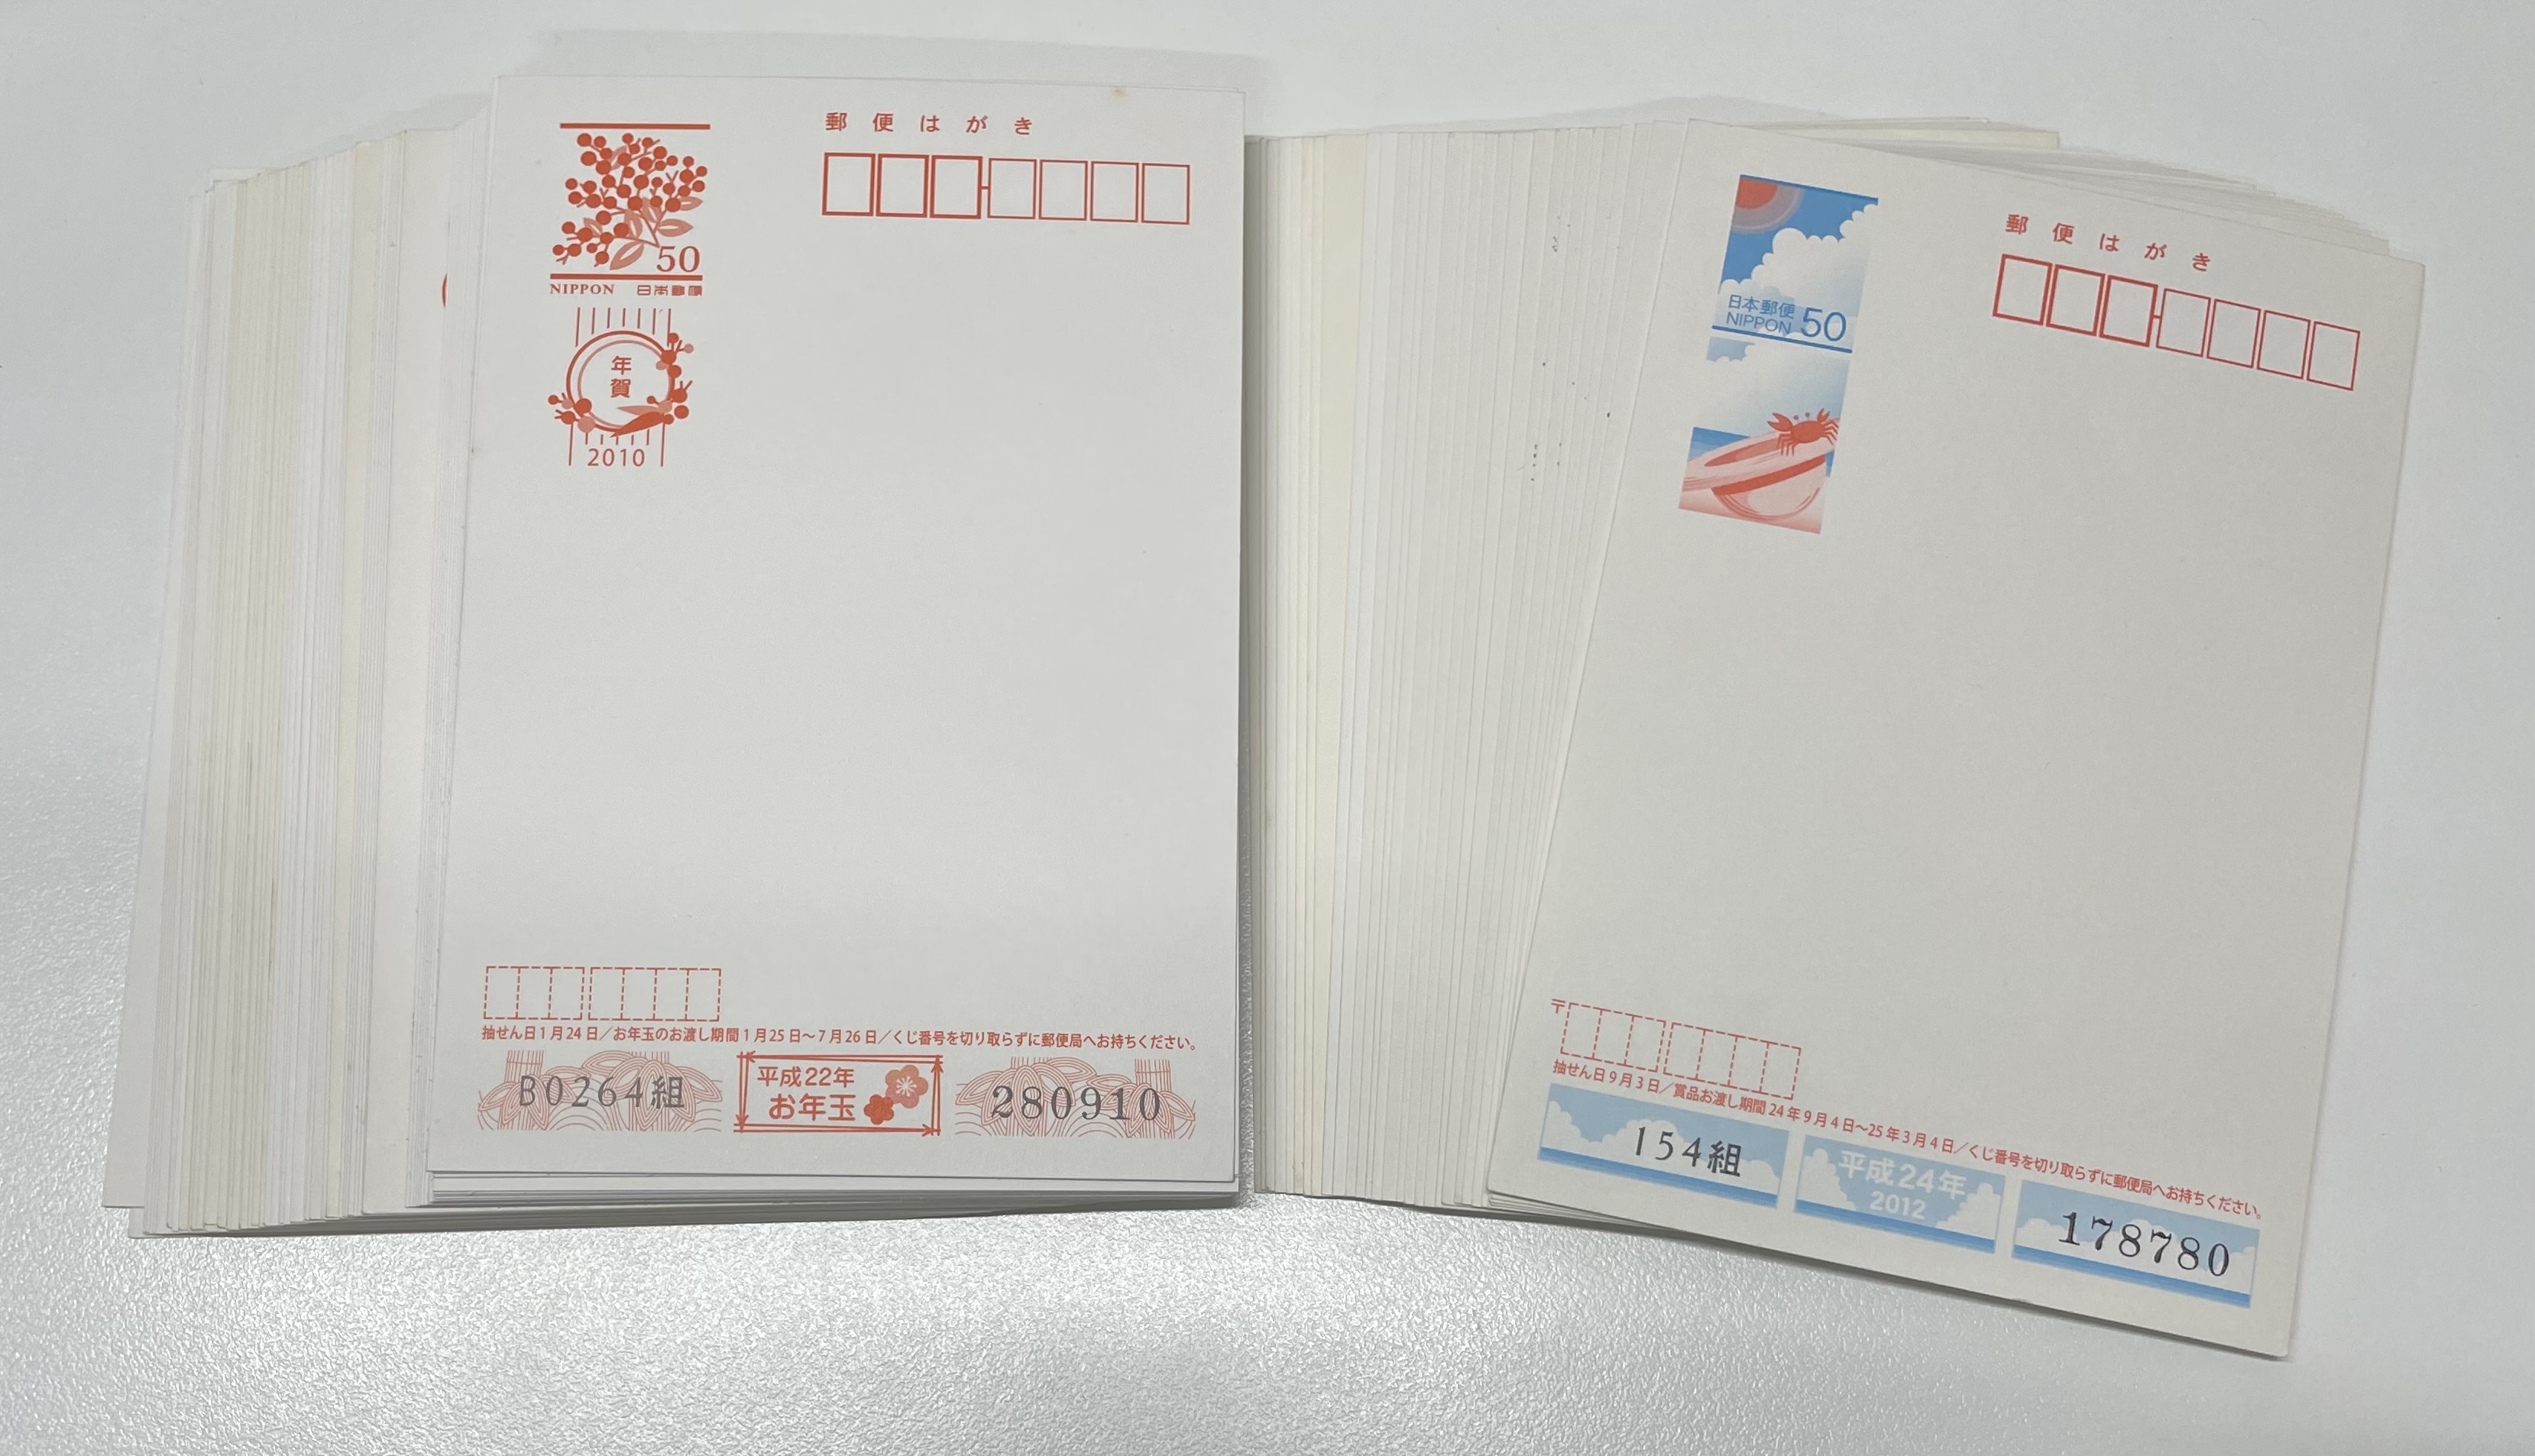 郵便はがき
50
NIPPON 日本郵便
年
賀
2010
抽せん日1月24日／お年玉のお渡し期間1月25日〜7月26日／くじ番号を切り取らずに郵便局へお持ちください。
B0264組
平成22年
お年玉
280910
郵便はがき
日本郵便
NIPPON 50
〒
抽せん日9月3日／賞品お渡し期間24年9月4日〜25年3月4日／くじ番号を切り取らずに郵便局へお持ちください。
154組
平成24年
2012
178780